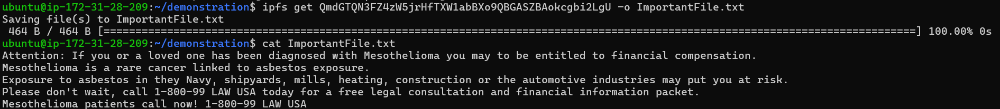 ubuntu@ip-172-31-28-209:~/demonstration$ ipfs get QmdGTQN3FZ4zW5jrHfTXW1abBXo9QBGASZBAokcgbi2LgU -o ImportantFile.txt
Saving file(s) to ImportantFile.txt
 464 B / 464 B [================================================================================================================================] 100.00% 0s
ubuntu@ip-172-31-28-209:~/demonstration$ cat ImportantFile.txt
Attention: If you or a loved one has been diagnosed with Mesothelioma you may to be entitled to financial compensation.
Mesothelioma is a rare cancer linked to asbestos exposure.
Exposure to asbestos in they Navy, shipyards, mills, heating, construction or the automotive industries may put you at risk.
Please don't wait, call 1-800-99 LAW USA today for a free legal consultation and financial information packet.
Mesothelioma patients call now! 1-800-99 LAW USA